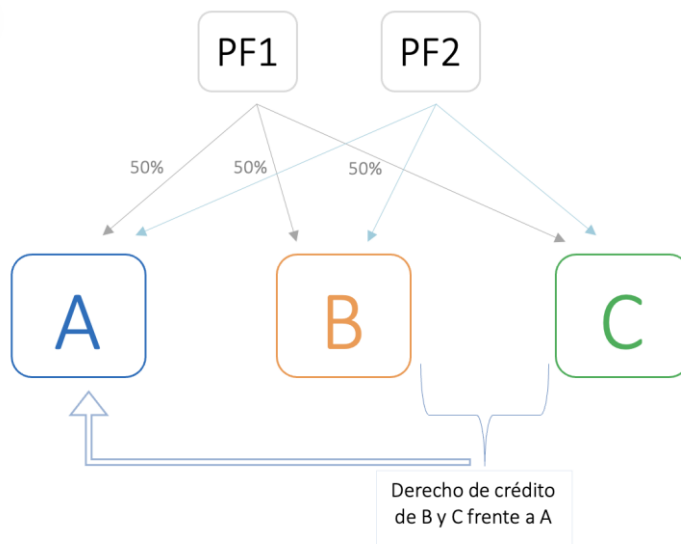 PF1
PF2
50%
50%
50%
A
B
C
Derecho de crédito
de B y C frente a A